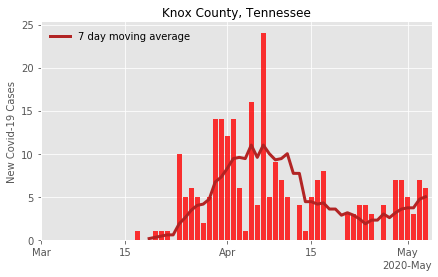 Knox County, Tennessee
7 day moving average
New Covid-19 Cases
25
20
15
10
5
0
Mar 15 Apr 15 May
2020-May